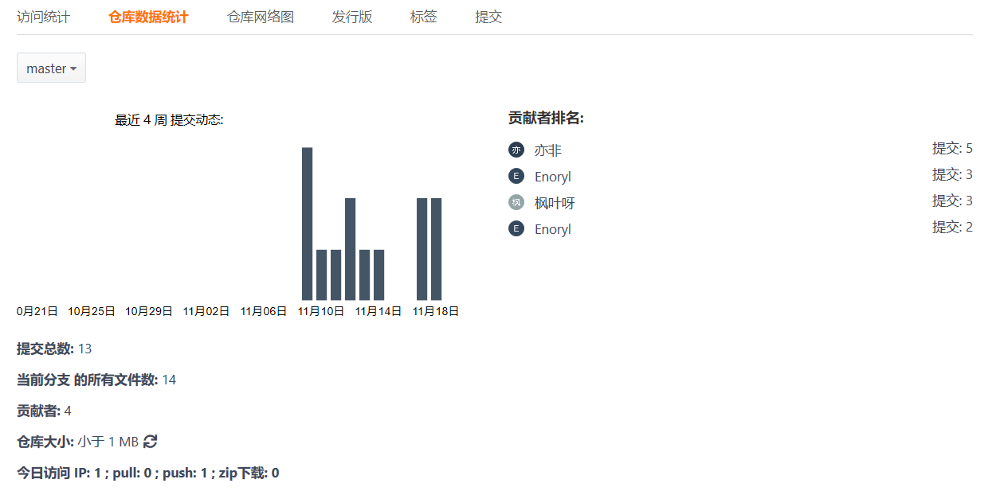 访问统计 仓库数据统计 仓库网络图 发行版 标签 提交
master
最近 4 周 提交动态:
0月21日 10月25日 10月29日 11月02日 11月06日 11月10日 11月14日 11月18日
贡献者排名:
亦 亦非 提交: 5
E Enoryl 提交: 3
枫 枫叶呀 提交: 3
E Enoryl 提交: 2
提交总数: 13
当前分支 的所有文件数: 14
贡献者: 4
仓库大小: 小于 1 MB
今日访问 IP: 1 ; pull: 0 ; push: 1 ; zip下载: 0